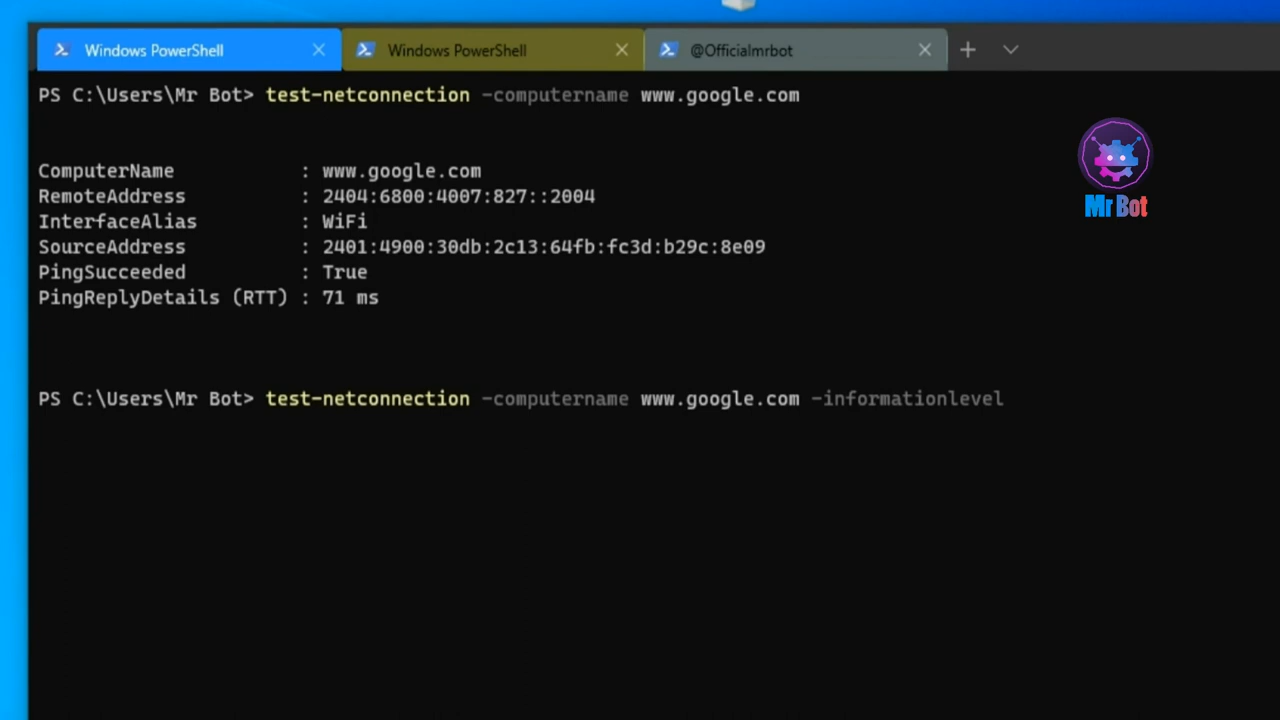 Windows PowerShell
Windows PowerShell
@Officialmrbot
PS C:\Users\Mr Bot> test-netconnection -computername www.google.com
Mr Bot
ComputerName : www.google.com
RemoteAddress : 2404:6800:4007:827::2004
InterfaceAlias : WiFi
SourceAddress : 2401:4900:30db:2c13:64fb:fc3d:b29c:8e09
PingSucceeded : True
PingReplyDetails (RTT) : 71 ms
PS C:\Users\Mr Bot> test-netconnection -computername www.google.com -informationlevel